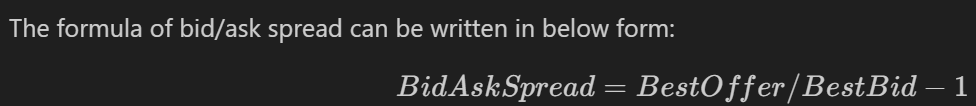 The formula of bid/ask spread can be written in below form:
BidAskSpread = BestOffer/BestBid − 1